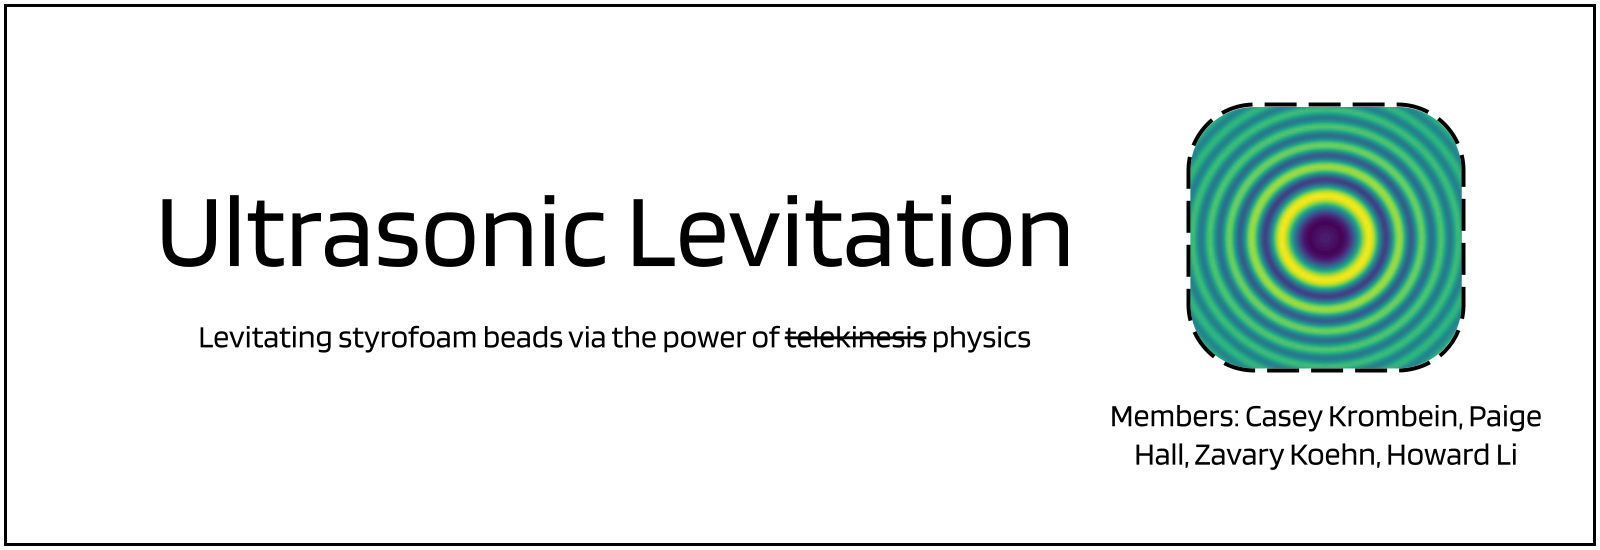 Ultrasonic Levitation
Levitating styrofoam beads via the power of telekinesis physics
Members: Casey Krombein, Paige
Hall, Zavary Koehn, Howard Li